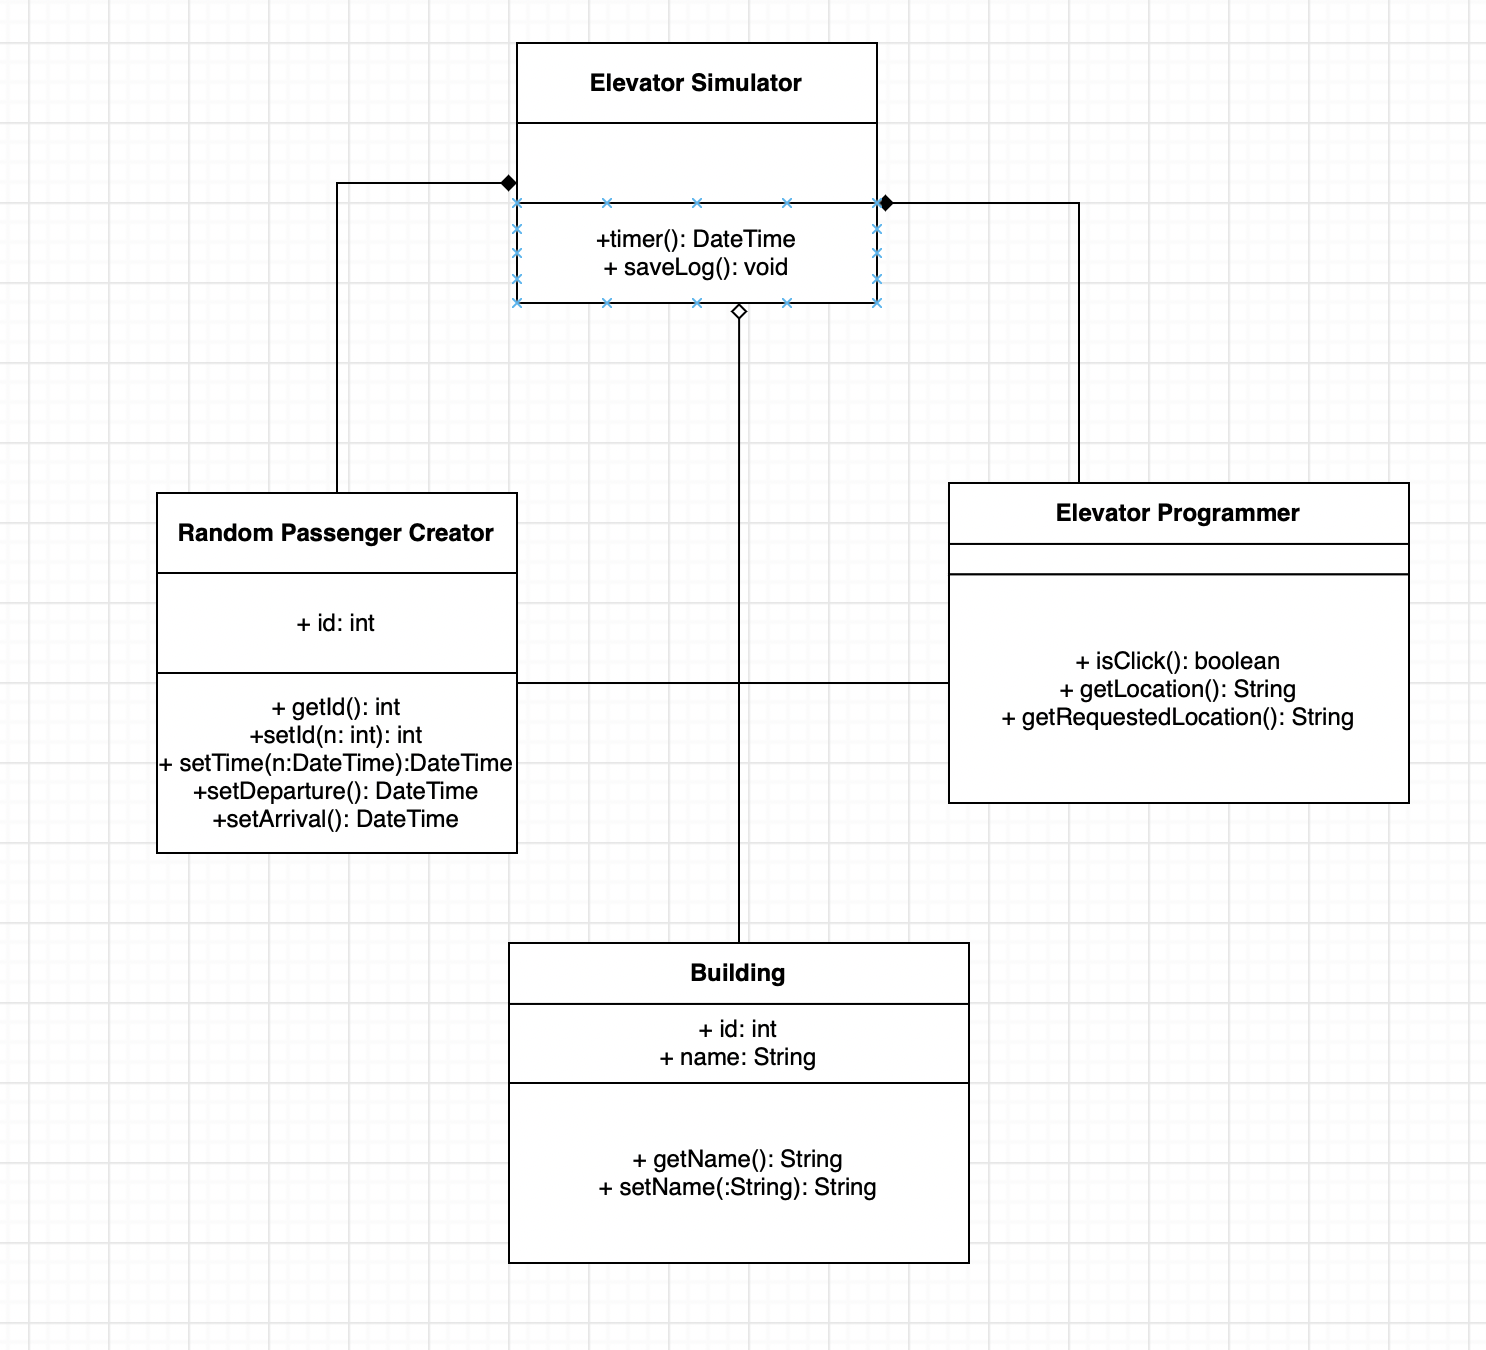 Elevator Simulator
+timer(): DateTime
+ saveLog(): void
Random Passenger Creator
+ id: int
+ getId(): int
+setId(n: int): int
+ setTime(n:DateTime):DateTime
+setDeparture(): DateTime
+setArrival(): DateTime
Elevator Programmer
+ isClick(): boolean
+ getLocation(): String
+ getRequestedLocation(): String
Building
+ id: int
+ name: String
+ getName(): String
+ setName(:String): String